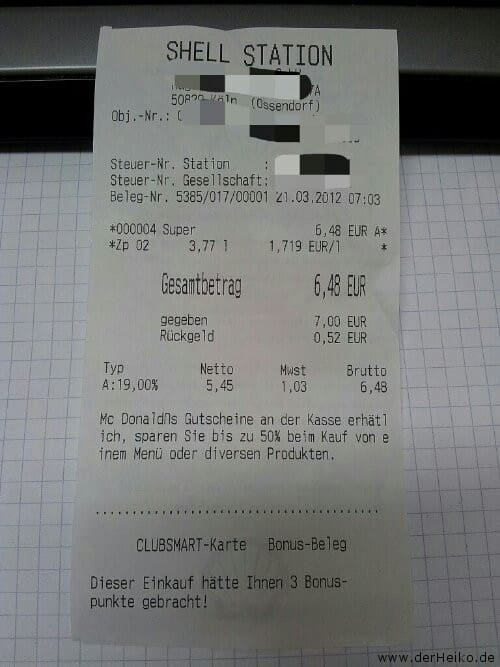 SHELL STATION
50829 Köln (Ossendorf)
Obj.-Nr.:
Steuer-Nr. Station :
Steuer-Nr. Gesellschaft:
Beleg-Nr. 5385/017/00001 21.03.2012 07:03
*000004 Super 6,48 EUR A*
*Zp 02 3,77 l 1,719 EUR/l *
Gesamtbetrag 6,48 EUR
gegeben 7,00 EUR
Rückgeld 0,52 EUR
Typ Netto Mwst Brutto
A:19,00% 5,45 1,03 6,48
Mc Donaldñs Gutscheine an der Kasse erhätl
ich, sparen Sie bis zu 50% beim Kauf von e
inem Menü oder diversen Produkten.
CLUBSMART-Karte Bonus-Beleg
Dieser Einkauf hätte Ihnen 3 Bonus-
punkte gebracht!
www.derHeiko.de